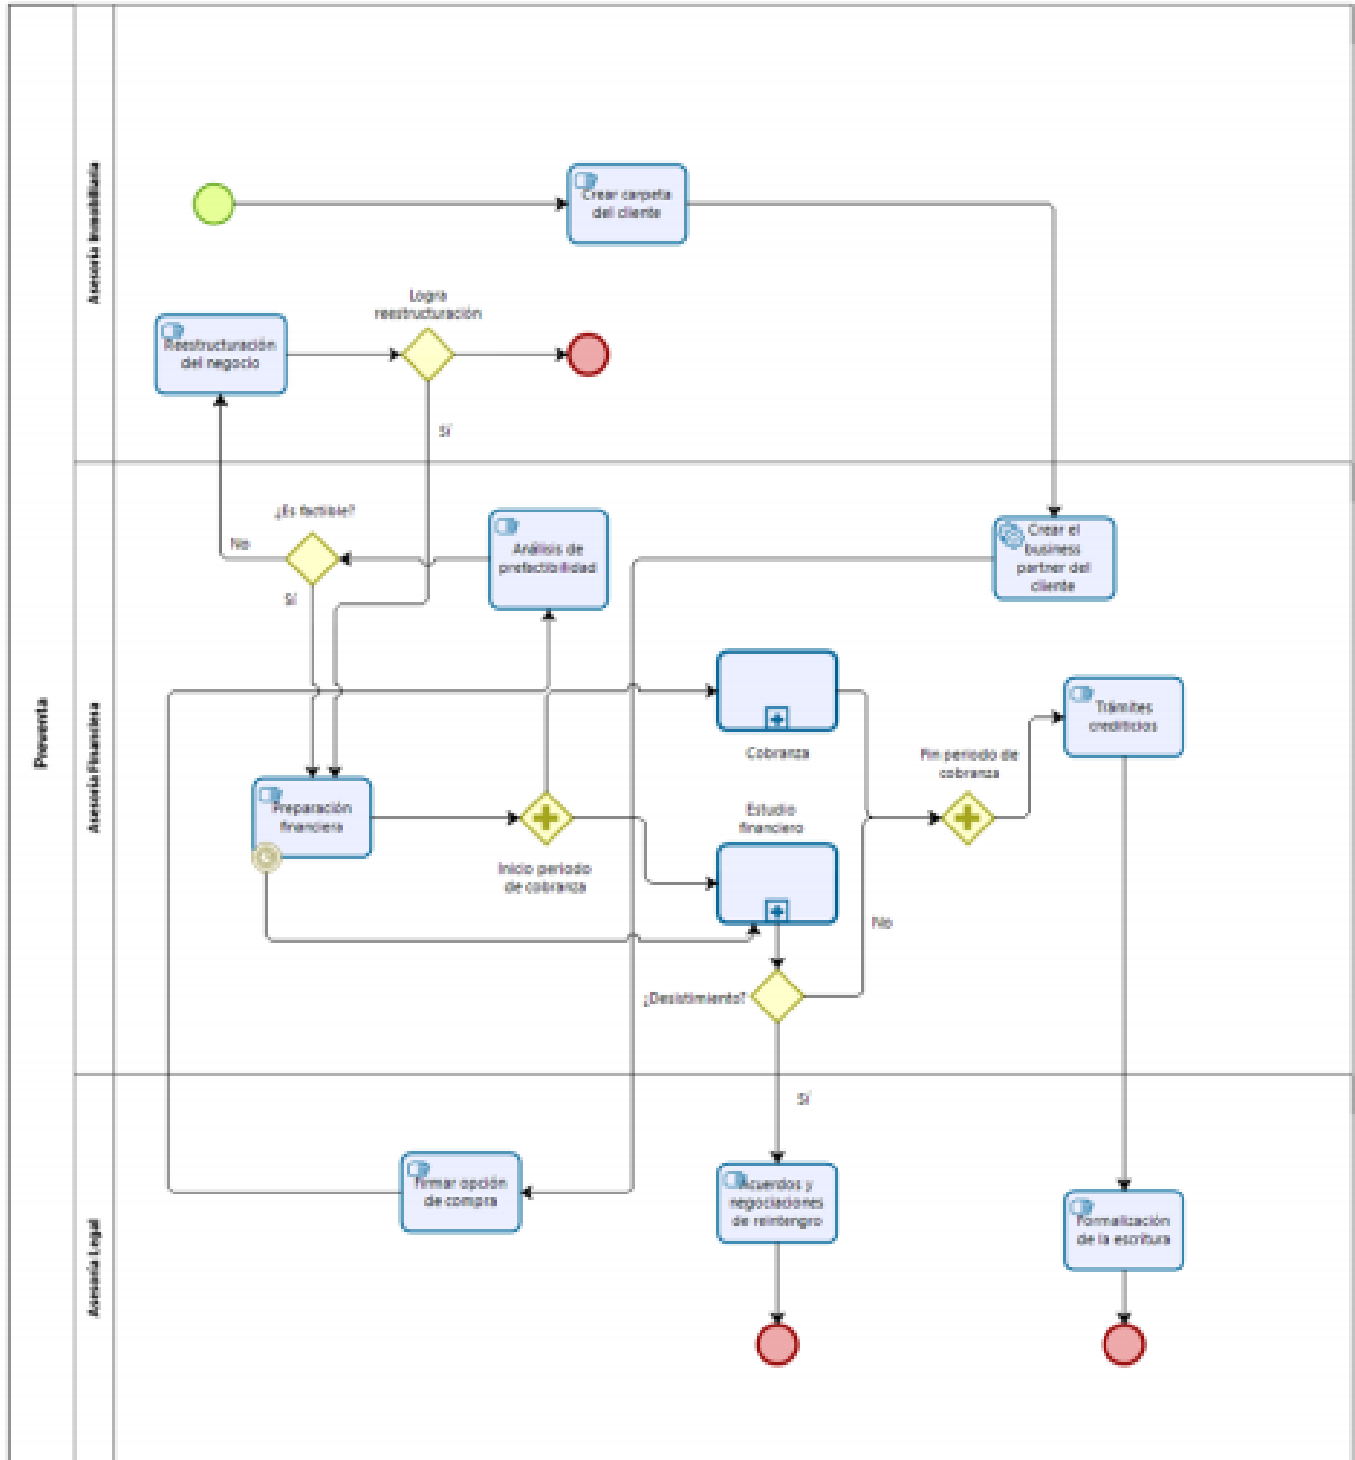 Preventa
Asesoría Inmobiliaria
Crear carpeta
del cliente
Logra
reestructuración
Reestructuración
del negocio
Sí
Asesoría Financiera
¿Es factible?
No
Sí
Análisis de
prefactibilidad
Crear el
business
partner del
cliente
Cobranza
Trámites
crediticios
Fin periodo de
cobranza
Preparación
financiera
Estudio
financiero
Inicio periodo
de cobranza
No
¿Desistimiento?
Asesoría Legal
Sí
Firmar opción
de compra
Acuerdos y
negociaciones
de reintengro
Formalización
de la escritura